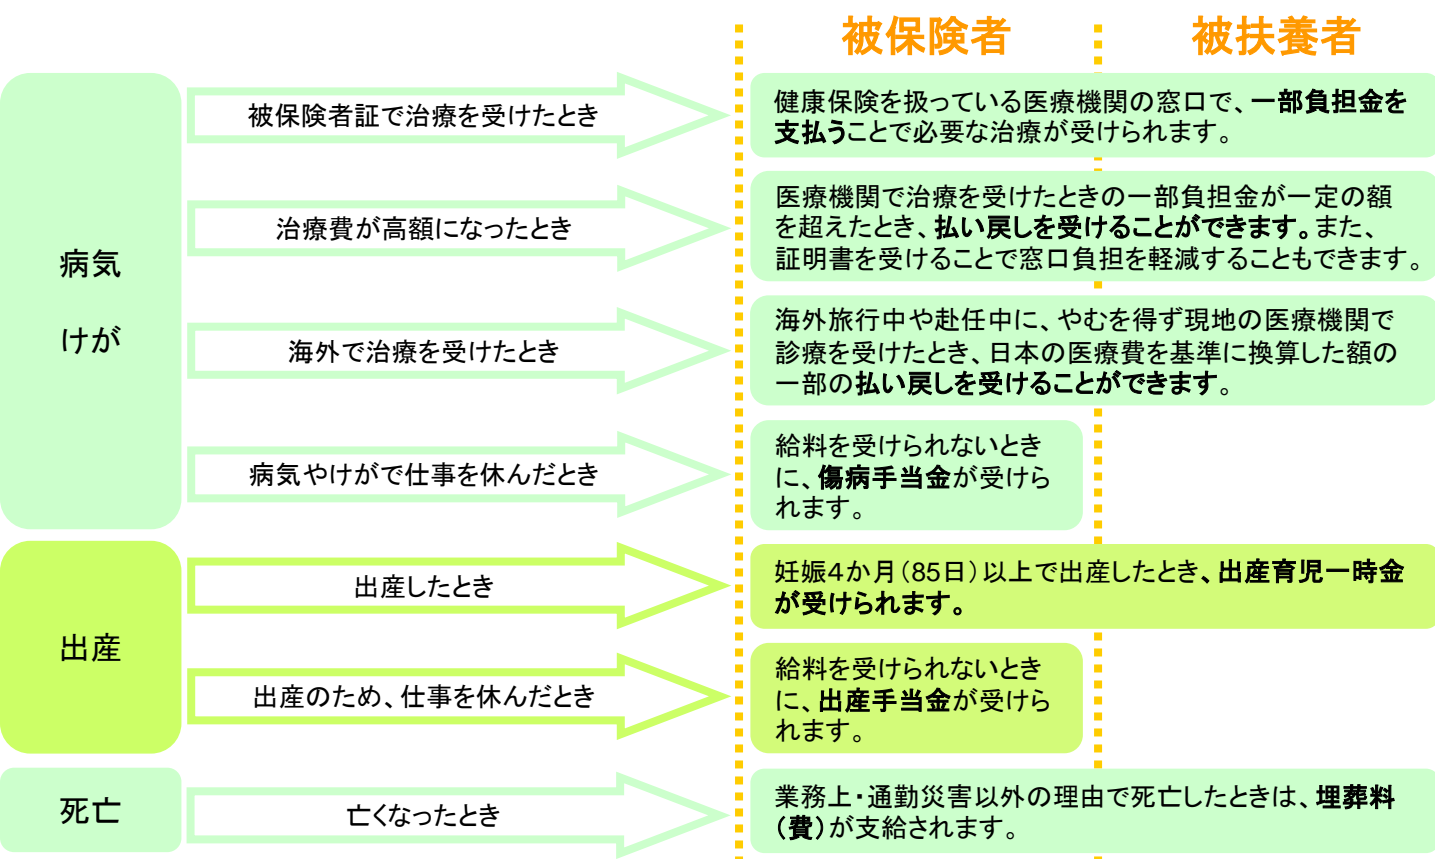 被保険者
被扶養者
病気
けが
被保険者証で治療を受けたとき
健康保険を扱っている医療機関の窓口で、一部負担金を
支払うことで必要な治療が受けられます。
治療費が高額になったとき
医療機関で治療を受けたときの一部負担金が一定の額
を超えたとき、払い戻しを受けることができます。また、
証明書を受けることで窓口負担を軽減することもできます。
海外で治療を受けたとき
海外旅行中や赴任中に、やむを得ず現地の医療機関で
診療を受けたとき、日本の医療費を基準に換算した額の
一部の払い戻しを受けることができます。
病気やけがで仕事を休んだとき
給料を受けられないとき
に、傷病手当金が受けら
れます。
出産
出産したとき
妊娠4か月(85日)以上で出産したとき、出産育児一時金
が受けられます。
出産のため、仕事を休んだとき
給料を受けられないとき
に、出産手当金が受けら
れます。
死亡
亡くなったとき
業務上・通勤災害以外の理由で死亡したときは、埋葬料
(費)が支給されます。